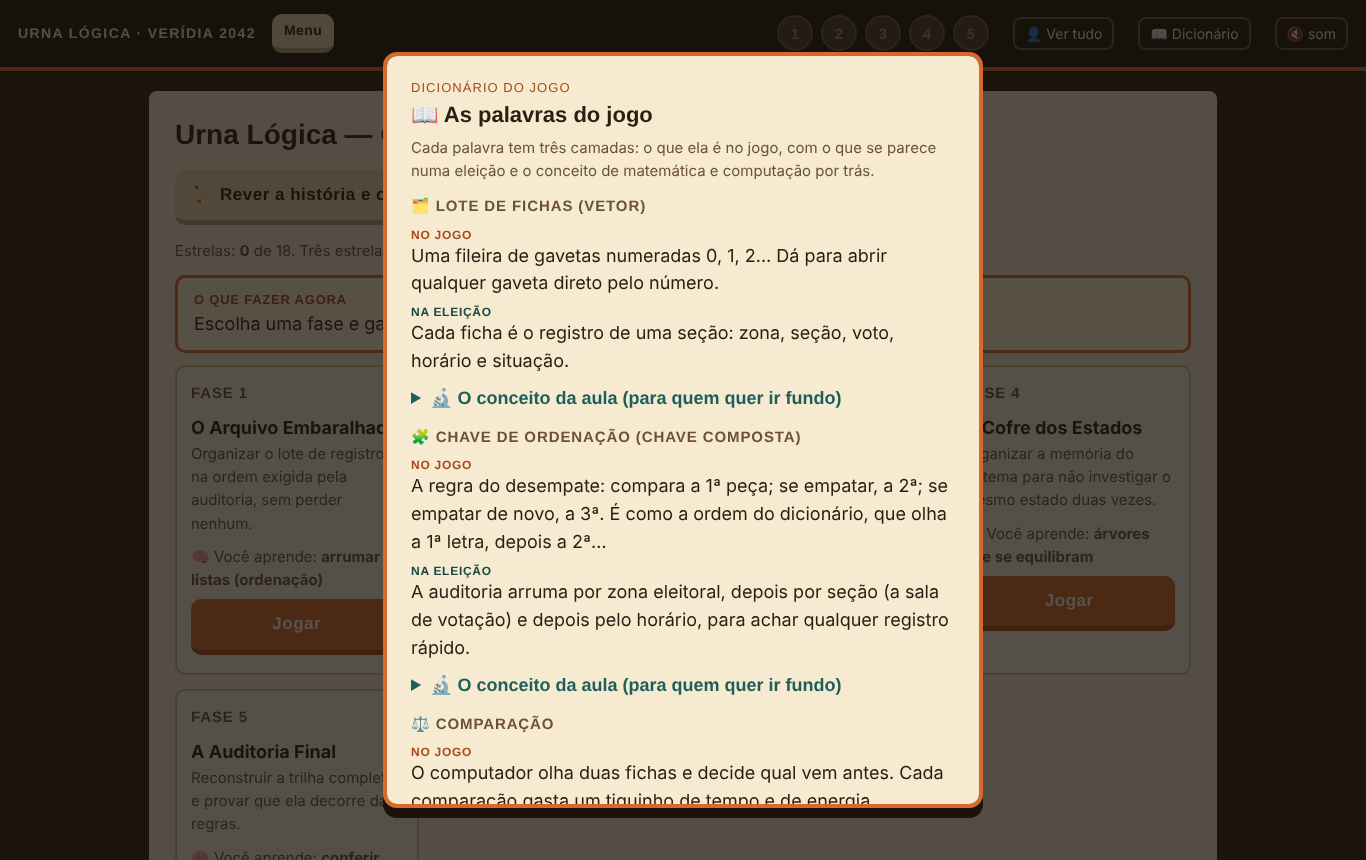 URNA LÓGICA · VERÍDIA 2042
Menu
1 2 3 4 5
Ver tudo
Dicionário
som
Urna Lógica —
Rever a história e
Estrelas: 0 de 18. Três
O QUE FAZER AGORA
Escolha uma fase e
FASE 1
O Arquivo
Organizar o lote de registro
na ordem exigida pela
auditoria, sem perder
nenhum.
Você aprende: arrumar
listas (ordenação)
Jogar
FASE 5
A Auditoria Final
Reconstruir a trilha
e provar que ela decorre
regras.
Você aprende: conferir
DICIONÁRIO DO JOGO
As palavras do jogo
Cada palavra tem três camadas: o que ela é no jogo, com o que se parece
numa eleição e o conceito de matemática e computação por trás.
LOTE DE FICHAS (VETOR)
NO JOGO
Uma fileira de gavetas numeradas 0, 1, 2... Dá para abrir
qualquer gaveta direto pelo número.
NA ELEIÇÃO
Cada ficha é o registro de uma seção: zona, seção, voto,
horário e situação.
O conceito da aula (para quem quer ir fundo)
CHAVE DE ORDENAÇÃO (CHAVE COMPOSTA)
NO JOGO
A regra do desempate: compara a 1ª peça; se empatar, a 2ª; se
empatar de novo, a 3ª. É como a ordem do dicionário, que olha
a 1ª letra, depois a 2ª...
NA ELEIÇÃO
A auditoria arruma por zona eleitoral, depois por seção (a sala
de votação) e depois pelo horário, para achar qualquer registro
rápido.
O conceito da aula (para quem quer ir fundo)
COMPARAÇÃO
NO JOGO
O computador olha duas fichas e decide qual vem antes. Cada
comparação gasta um tiquinho de tempo e de energia.
4
Cofre dos Estados
a memória do
para não investigar o
estado duas vezes.
Você aprende: árvores
se equilibram
Jogar